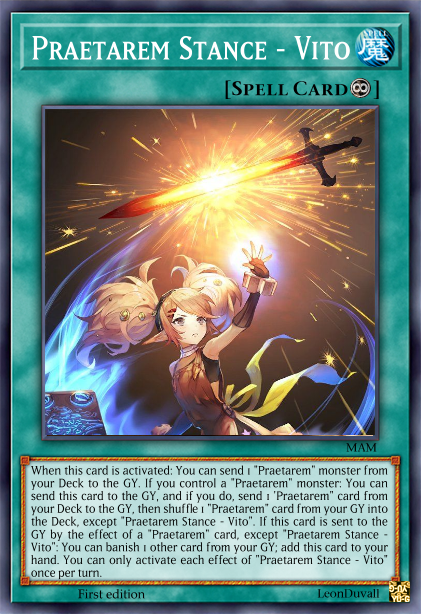 PRAETAREM STANCE - VITO
SPELL
魔
[SPELL CARD]
MAM
When this card is activated: You can send 1 "Praetarem" monster from
your Deck to the GY. If you control a "Praetarem" monster: You can
send this card to the GY, and if you do, send 1 'Praetarem" card from
your Deck to the GY, then shuffle 1 "Praetarem" card from your GY into
the Deck, except "Praetarem Stance - Vito". If this card is sent to the
GY by the effect of a "Praetarem" card, except "Praetarem Stance -
Vito": You can banish 1 other card from your GY; add this card to your
hand. You can only activate each effect of "Praetarem Stance - Vito"
once per turn.
First edition
LeonDuvall